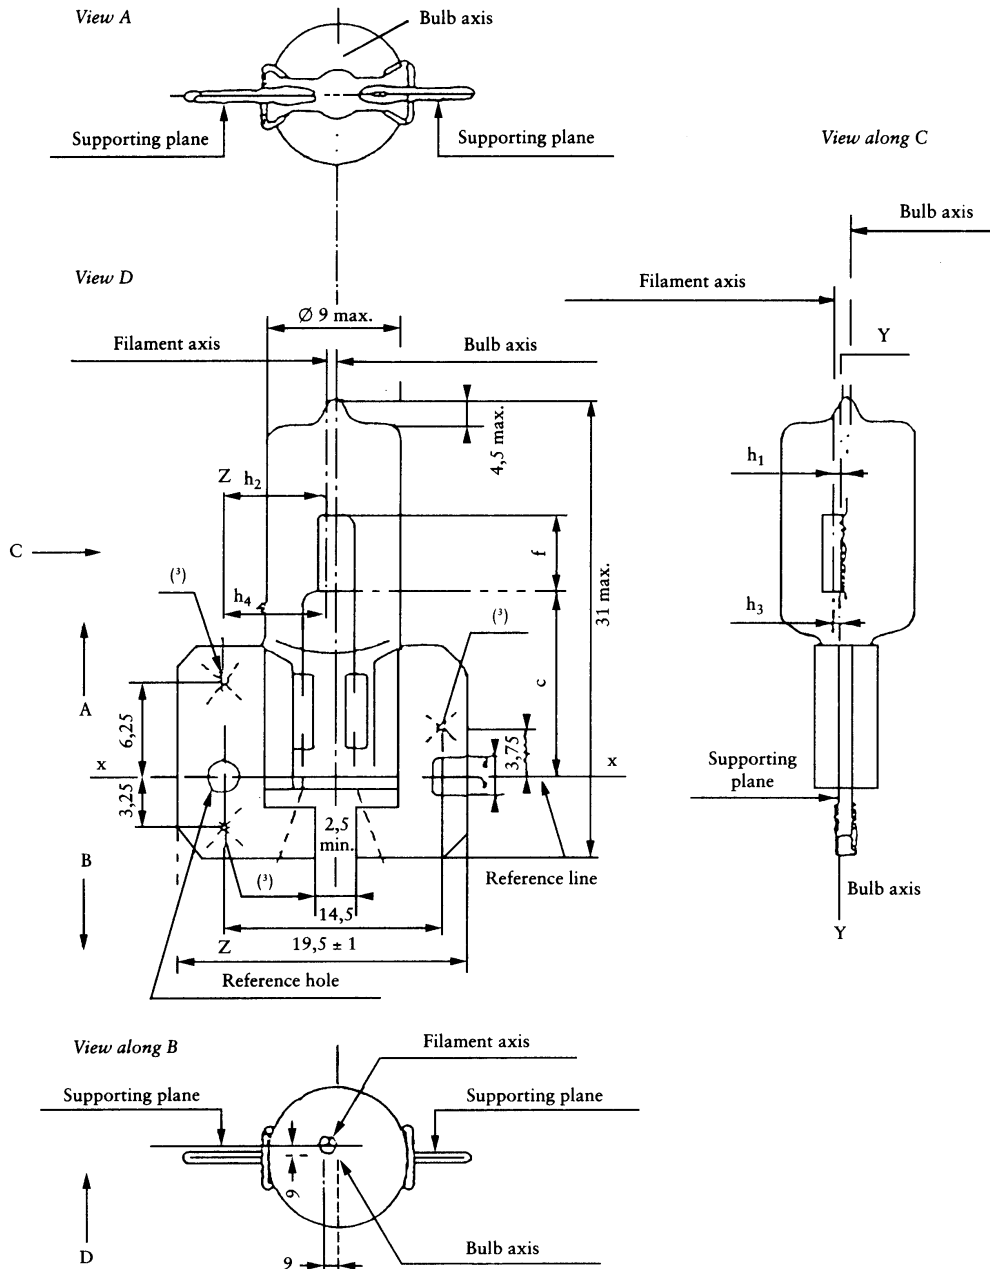 View A
Bulb axis
Supporting plane
Supporting plane
View along C
Bulb axis
View D
Filament axis
Ø 9 max.
Filament axis
Bulb axis
Y
4,5 max.
Z
h2
h1
C
f
(³)
h4
(³)
31 max.
h3
c
A
6,25
3,75
x
x
Supporting
plane
3,25
2,5
min.
B
(³)
Reference line
14,5
Bulb axis
Z
19,5 ± 1
Y
Reference hole
View along B
Filament axis
Supporting plane
Supporting plane
9
D
Bulb axis
9